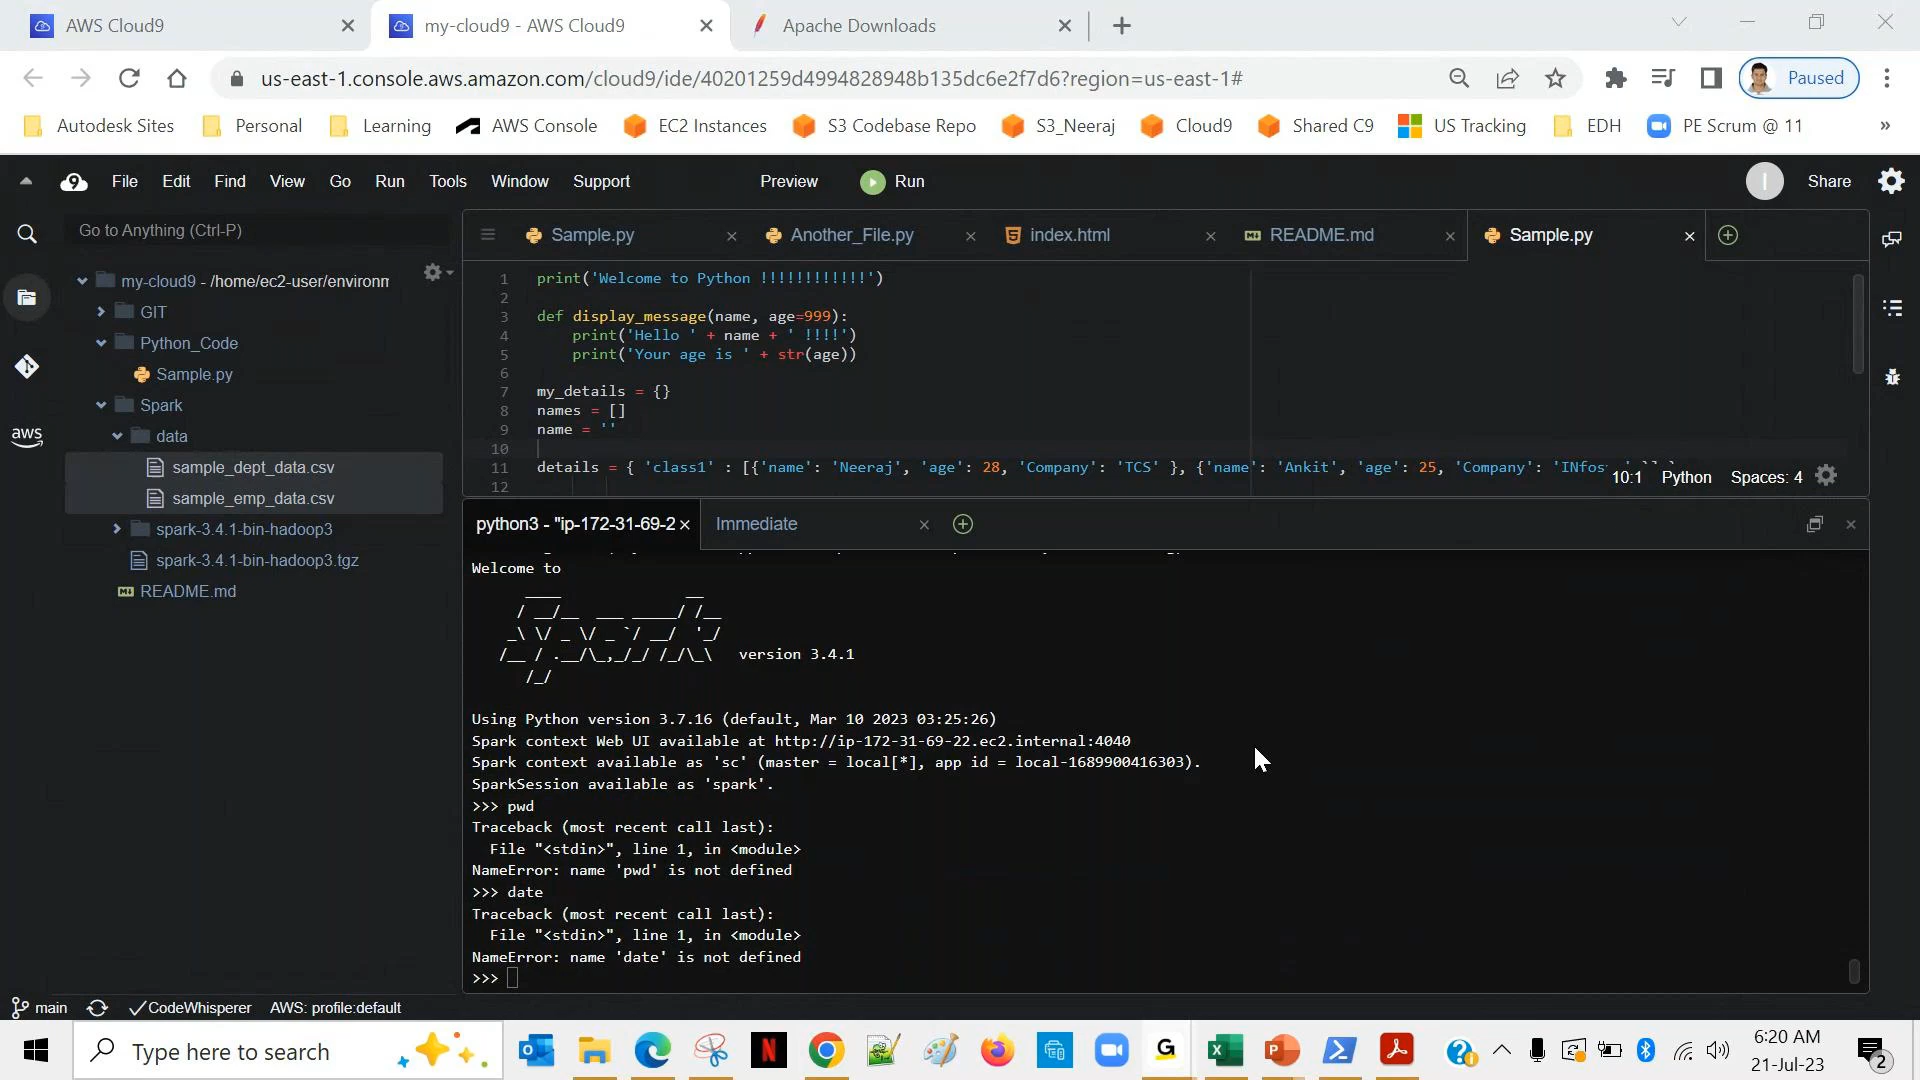 AWS Cloud9
my-cloud9 - AWS Cloud9
Apache Downloads
us-east-1.console.aws.amazon.com/cloud9/ide/40201259d4994828948b135dc6e2f7d6?region=us-east-1#
Paused
Autodesk Sites
Personal
Learning
AWS Console
EC2 Instances
S3 Codebase Repo
S3_Neeraj
Cloud9
Shared C9
US Tracking
EDH
PE Scrum @ 11
»
9
File Edit Find View Go Run Tools Window Support
Preview
Run
I
Share
Go to Anything (Ctrl-P)
Sample.py
Another_File.py
index.html
README.md
Sample.py
my-cloud9 - /home/ec2-user/environm
GIT
Python_Code
Sample.py
Spark
data
sample_dept_data.csv
sample_emp_data.csv
spark-3.4.1-bin-hadoop3
spark-3.4.1-bin-hadoop3.tgz
README.md
aws
1 print('Welcome to Python !!!!!!!!!!!!')
2
3 def display_message(name, age=999):
4 print('Hello ' + name + ' !!!!')
5 print('Your age is ' + str(age))
6
7 my_details = {}
8 names = []
9 name = ''
10
11 details = { 'class1' : [{'name': 'Neeraj', 'age': 28, 'Company': 'TCS' }, {'name': 'Ankit', 'age': 25, 'Company': 'INfos
12
10:1 Python Spaces: 4
python3 - "ip-172-31-69-2
Immediate
Welcome to
version 3.4.1
Using Python version 3.7.16 (default, Mar 10 2023 03:25:26)
Spark context Web UI available at http://ip-172-31-69-22.ec2.internal:4040
Spark context available as 'sc' (master = local[*], app id = local-1689900416303).
SparkSession available as 'spark'.
>>> pwd
Traceback (most recent call last):
File "<stdin>", line 1, in <module>
NameError: name 'pwd' is not defined
>>> date
Traceback (most recent call last):
File "<stdin>", line 1, in <module>
NameError: name 'date' is not defined
>>>
main
CodeWhisperer
AWS: profile:default
Type here to search
6:20 AM
21-Jul-23
2